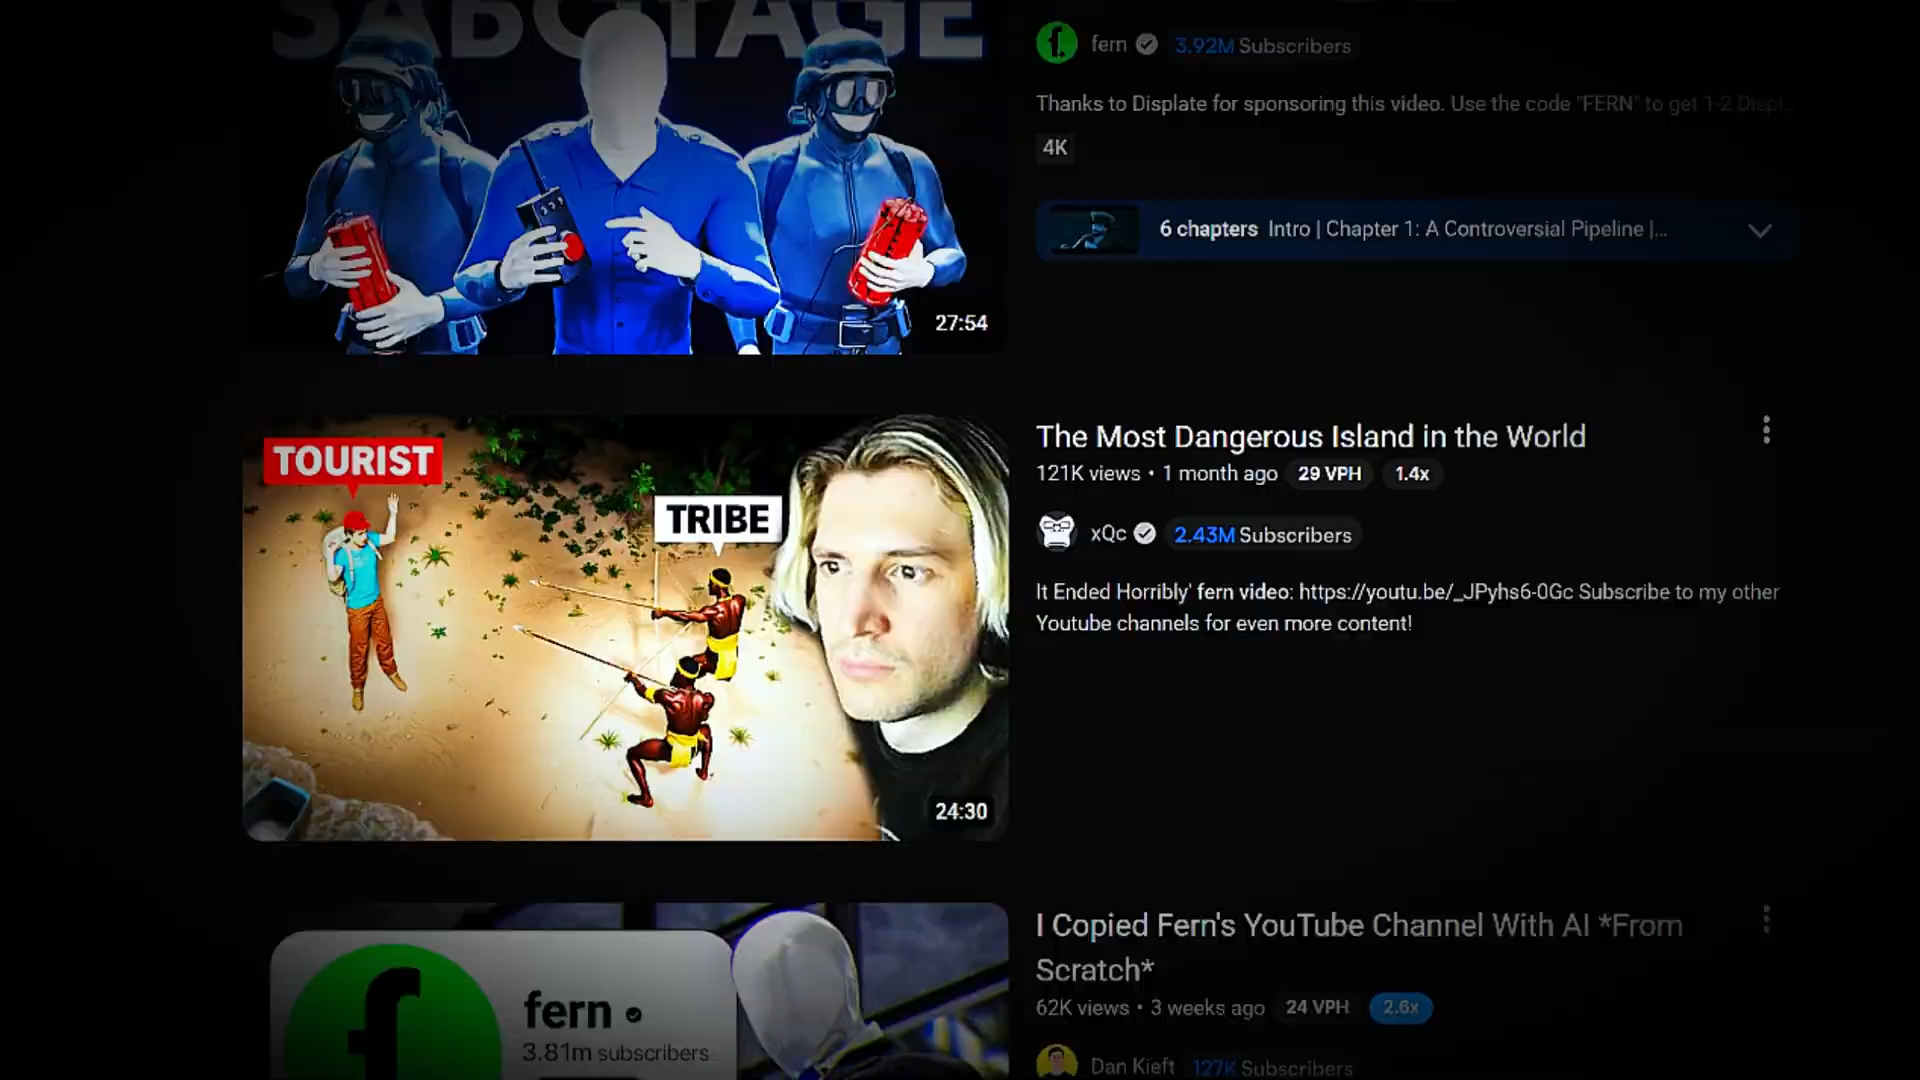 SABOTAGE
27:54
fern
3.92M Subscribers
Thanks to Displate for sponsoring this video. Use the code "FERN" to get 1-2 Displ...
4K
6 chapters Intro | Chapter 1: A Controversial Pipeline |...
TOURIST
TRIBE
24:30
The Most Dangerous Island in the World
121K views • 1 month ago 29 VPH 1.4x
xQc 2.43M Subscribers
It Ended Horribly' fern video: https://youtu.be/_JPyhs6-0Gc Subscribe to my other
Youtube channels for even more content!
f
fern
3.81m subscribers
I Copied Fern's YouTube Channel With AI *From
Scratch*
62K views • 3 weeks ago 24 VPH 2.6x
Dan Kieft 127K Subscribers